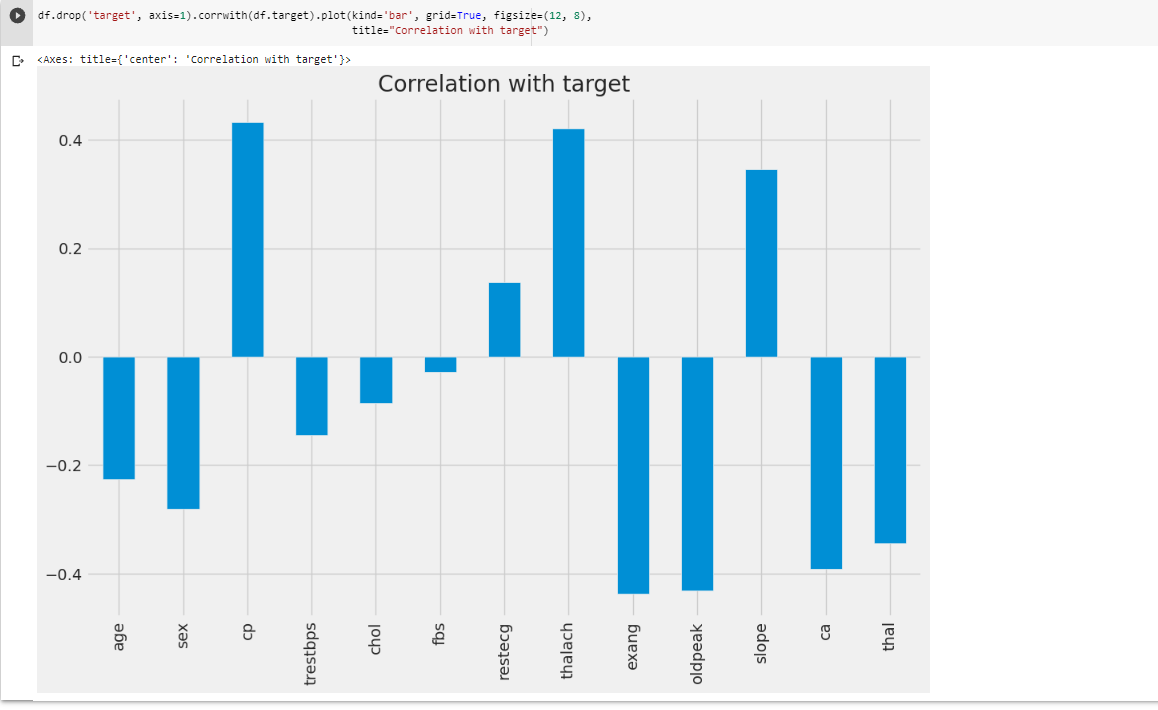 df.drop('target', axis=1).corrwith(df.target).plot(kind='bar', grid=True, figsize=(12, 8),
title="Correlation with target")
<Axes: title={'center': 'Correlation with target'}>
Correlation with target
0.4
0.2
0.0
−0.2
−0.4
age
sex
cp
trestbps
chol
fbs
restecg
thalach
exang
oldpeak
slope
ca
thal